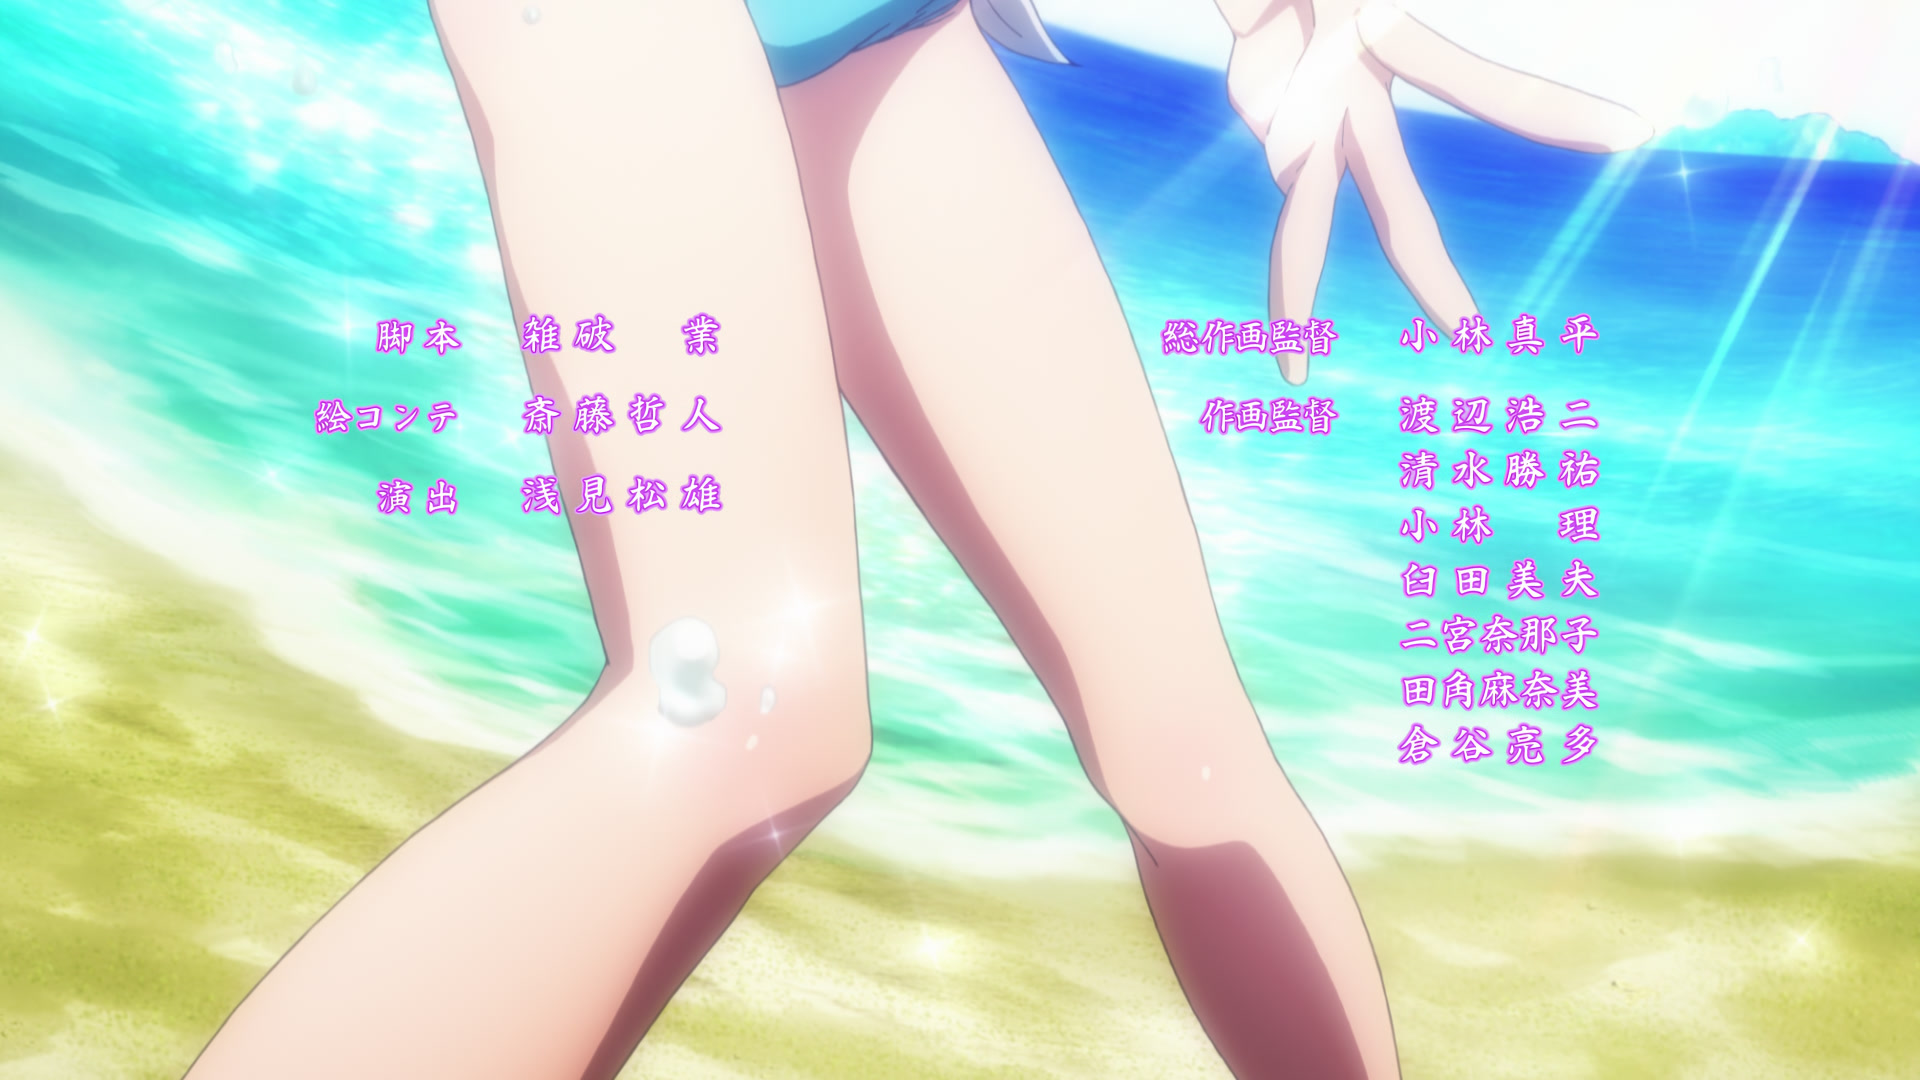 脚本 雑破 業
絵コンテ 斎藤哲人
演出 浅見松雄
総作画監督 小林真平
作画監督 渡辺浩二
清水勝祐
小林 理
臼田美夫
二宮奈那子
田角麻奈美
倉谷亮多